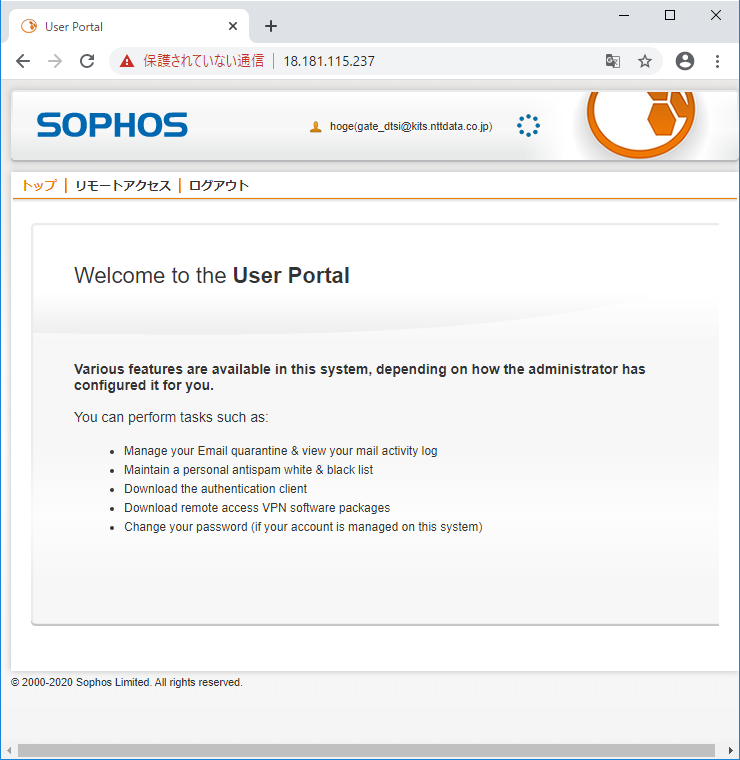 User Portal
保護されていない通信 | 18.181.115.237
SOPHOS
hoge(gate_dtsi@kits.nttdata.co.jp)
トップ | リモートアクセス | ログアウト
Welcome to the User Portal
Various features are available in this system, depending on how the administrator has
configured it for you.
You can perform tasks such as:
Manage your Email quarantine & view your mail activity log
Maintain a personal antispam white & black list
Download the authentication client
Download remote access VPN software packages
Change your password (if your account is managed on this system)
© 2000-2020 Sophos Limited. All rights reserved.